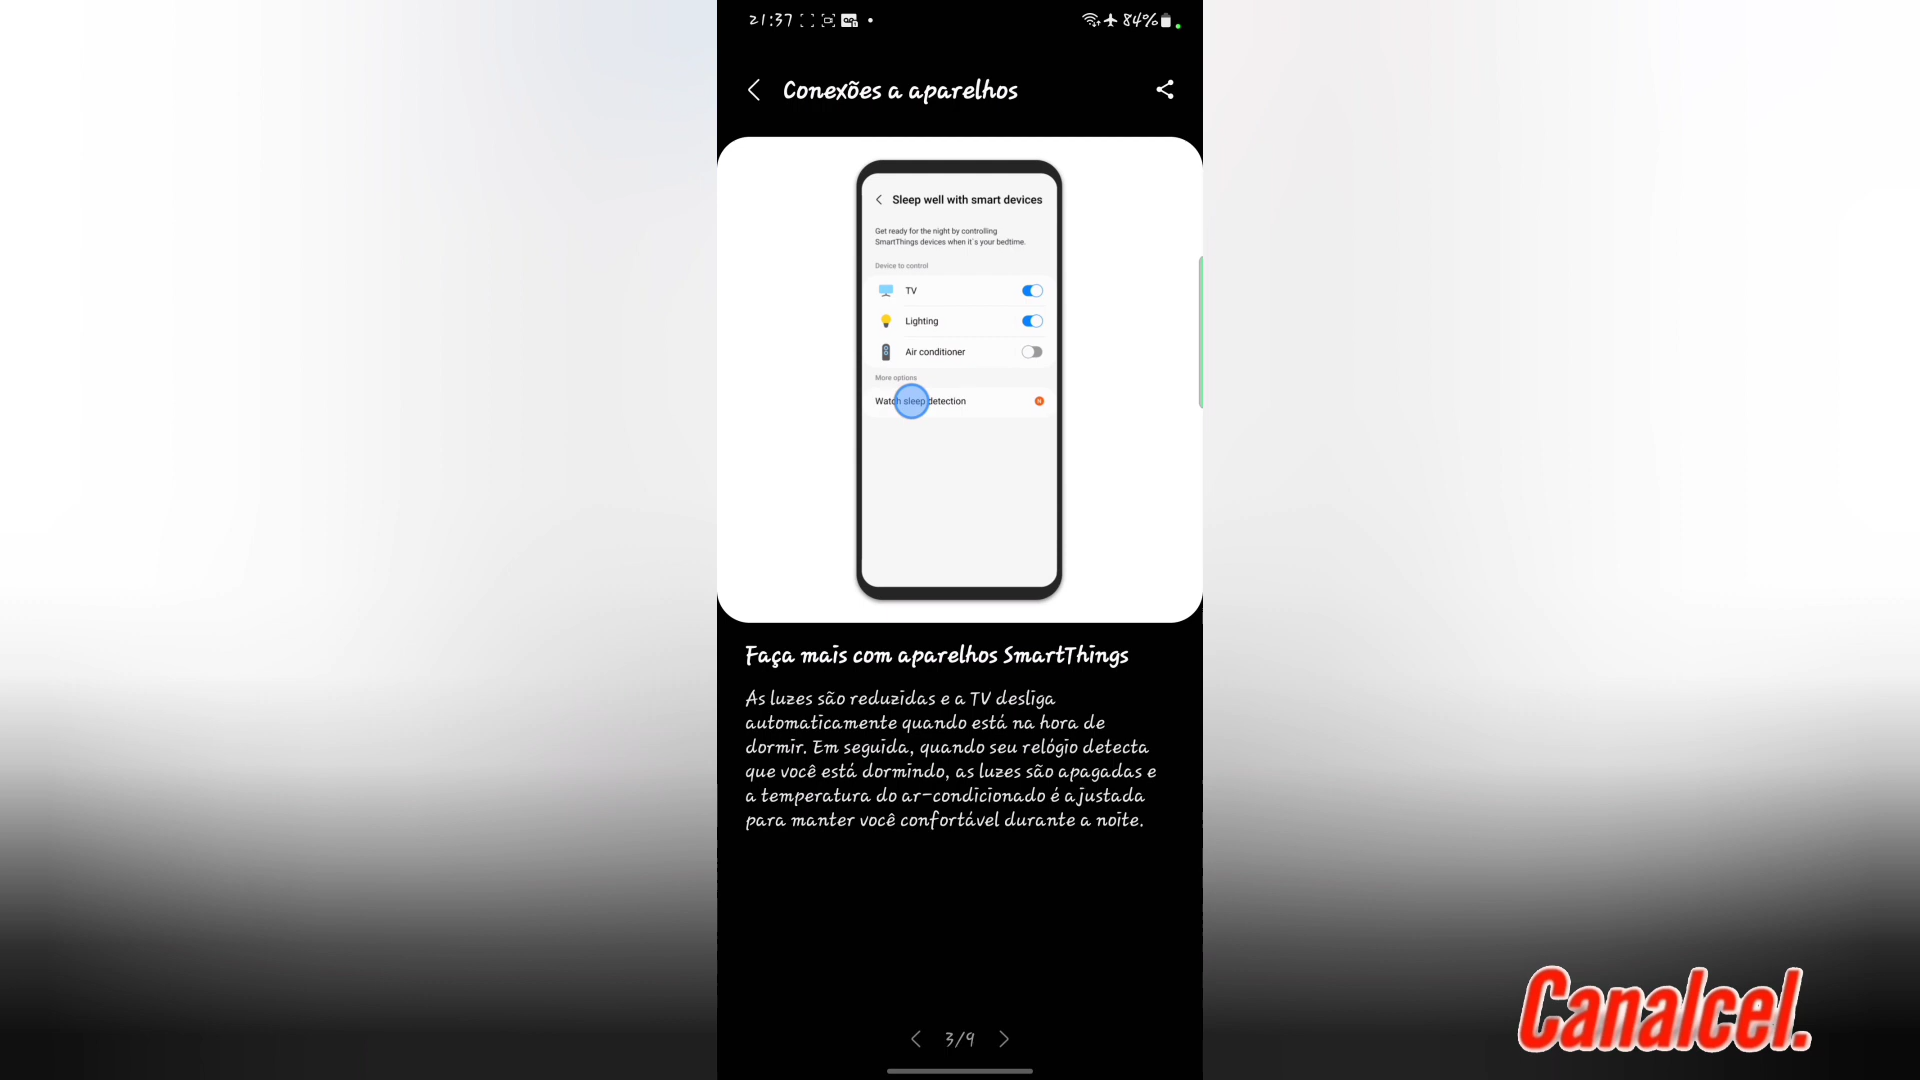 21:37
84%
Conexões a aparelhos
Sleep well with smart devices
Get ready for the night by controlling
SmartThings devices when it's your bedtime.
Device to control
TV
Lighting
Air conditioner
More options
Watch sleep detection
N
Faça mais com aparelhos SmartThings
As luzes são reduzidas e a TV desliga
automaticamente quando está na hora de
dormir. Em seguida, quando seu relógio detecta
que você está dormindo, as luzes são apagadas e
a temperatura do ar-condicionado é ajustada
para manter você confortável durante a noite.
3/9
Canalcel.